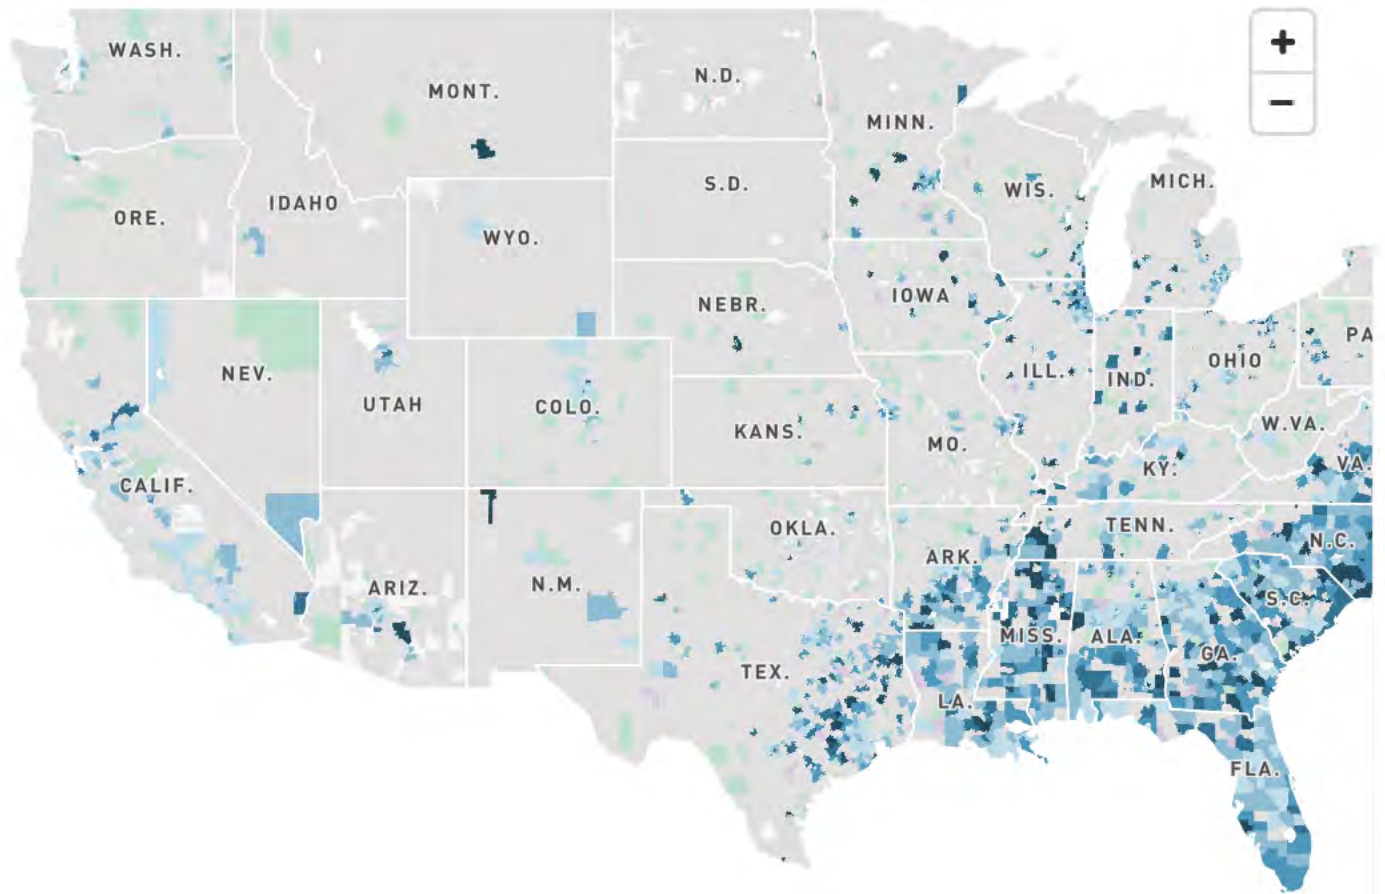 +
−
WASH.
MONT.
N.D.
MINN.
ORE.
IDAHO
WYO.
S.D.
WIS.
MICH.
NEV.
UTAH
COLO.
NEBR.
IOWA
ILL.
IND.
OHIO
PA
CALIF.
KANS.
MO.
KY.
W.VA.
VA.
ARIZ.
N.M.
OKLA.
ARK.
TENN.
N.C.
S.C.
TEX.
LA.
MISS.
ALA.
GA.
FLA.